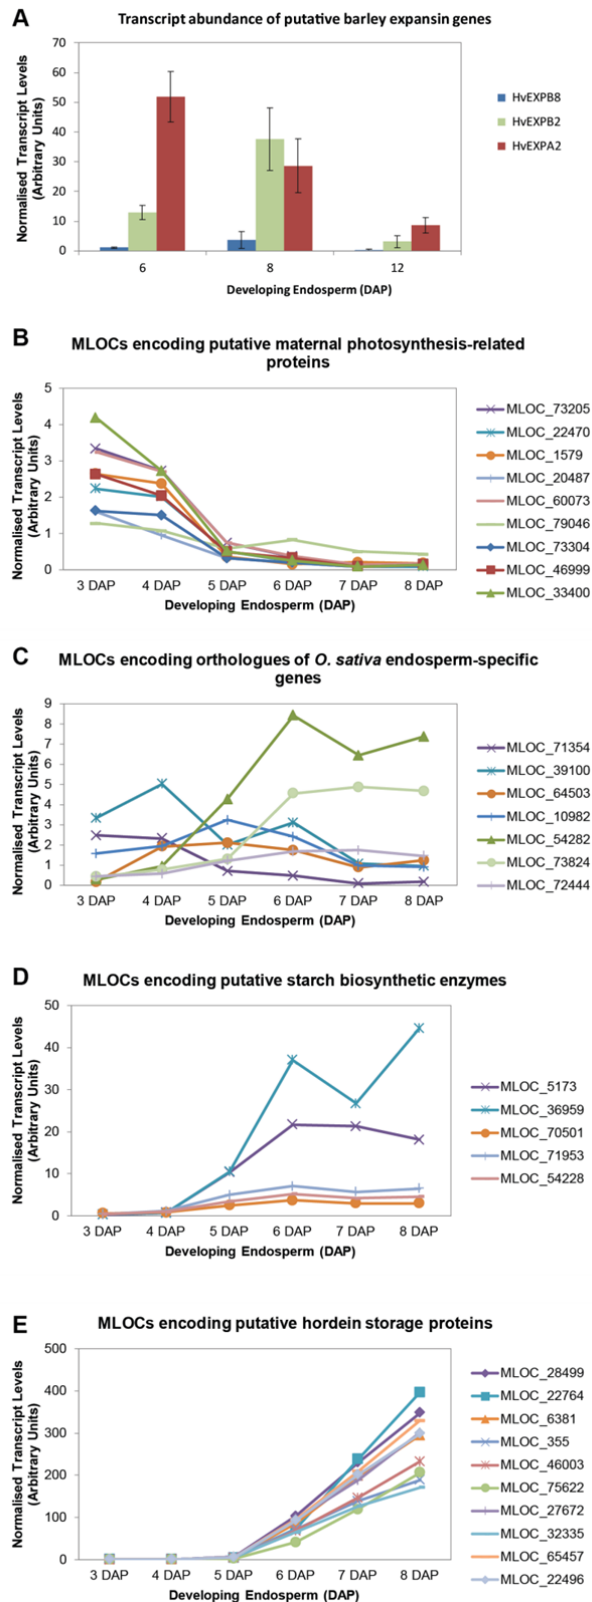 A
Transcript abundance of putative barley expansin genes
Normalised Transcript Levels
(Arbitrary Units)
70
60
50
40
30
20
10
0
6
8
12
Developing Endosperm (DAP)
HvEXPB8
HvEXPB2
HvEXPA2
B
MLOCs encoding putative maternal photosynthesis-related
proteins
Normalised Transcript Levels
(Arbitrary Units)
5
4
3
2
1
0
3 DAP
4 DAP
5 DAP
6 DAP
7 DAP
8 DAP
Developing Endosperm (DAP)
MLOC_73205
MLOC_22470
MLOC_1579
MLOC_20487
MLOC_60073
MLOC_79046
MLOC_73304
MLOC_46999
MLOC_33400
C
MLOCs encoding orthologues of O. sativa endosperm-specific
genes
Normalised Transcript Levels
(Arbitrary Units)
9
8
7
6
5
4
3
2
1
0
3 DAP
4 DAP
5 DAP
6 DAP
7 DAP
8 DAP
Developing Endosperm (DAP)
MLOC_71354
MLOC_39100
MLOC_64503
MLOC_10982
MLOC_54282
MLOC_73824
MLOC_72444
D
MLOCs encoding putative starch biosynthetic enzymes
Normalised Transcript Levels
(Arbitrary Units)
50
40
30
20
10
0
3 DAP
4 DAP
5 DAP
6 DAP
7 DAP
8 DAP
Developing Endosperm (DAP)
MLOC_5173
MLOC_36959
MLOC_70501
MLOC_71953
MLOC_54228
E
MLOCs encoding putative hordein storage proteins
Normalised Transcript Levels
(Arbitrary Units)
500
400
300
200
100
0
3 DAP
4 DAP
5 DAP
6 DAP
7 DAP
8 DAP
Developing Endosperm (DAP)
MLOC_28499
MLOC_22764
MLOC_6381
MLOC_355
MLOC_46003
MLOC_75622
MLOC_27672
MLOC_32335
MLOC_65457
MLOC_22496